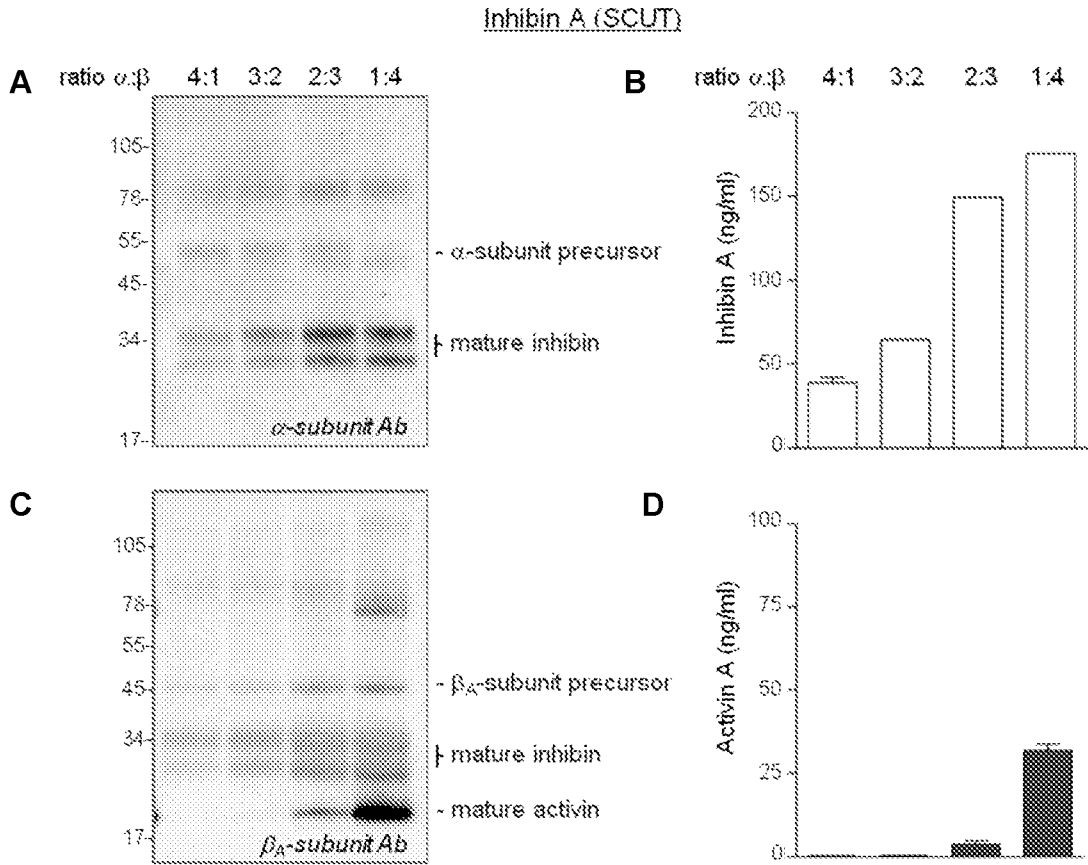 Inhibin A (SCUT)
A
ratio α:β 4:1 3:2 2:3 1:4
105-
78-
55-
45-
34-
17-
- α-subunit precursor
mature inhibin
α-subunit Ab
B
ratio α:β 4:1 3:2 2:3 1:4
Inhibin A (ng/ml)
200
150
100
50
0
C
105-
78-
55-
45-
34-
17-
- βA-subunit precursor
mature inhibin
- mature activin
βA-subunit Ab
D
Activin A (ng/ml)
100
75
50
25
0